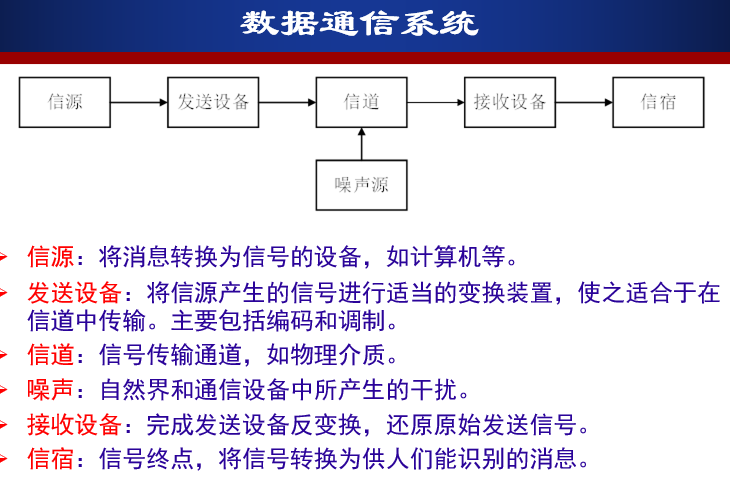 数据通信系统
信源 发送设备 信道 接收设备 信宿
噪声源
信源：将消息转换为信号的设备，如计算机等。
发送设备：将信源产生的信号进行适当的变换装置，使之适合于在
信道中传输。主要包括编码和调制。
信道：信号传输通道，如物理介质。
噪声：自然界和通信设备中所产生的干扰。
接收设备：完成发送设备反变换，还原原始发送信号。
信宿：信号终点，将信号转换为供人们能识别的消息。